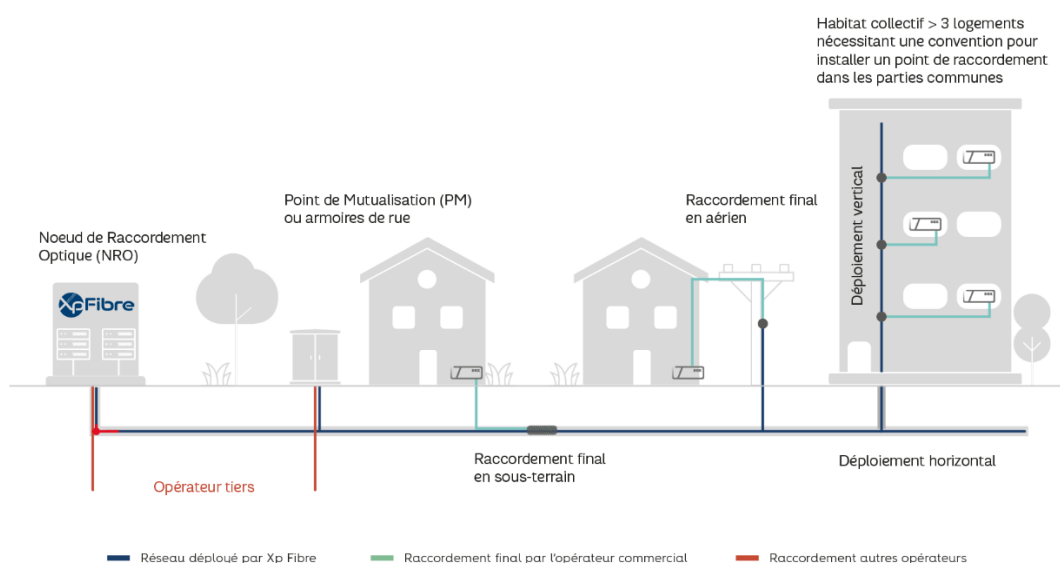 Habitat collectif > 3 logements
nécessitant une convention pour
installer un point de raccordement
dans les parties communes
Point de Mutualisation (PM)
ou armoires de rue
Raccordement final
en aérien
Noeud de Raccordement
Optique (NRO)
XpFibre
Déploiement vertical
Raccordement final
en sous-terrain
Déploiement horizontal
Opérateur tiers
Réseau déployé par Xp Fibre
Raccordement final par l'opérateur commercial
Raccordement autres opérateurs